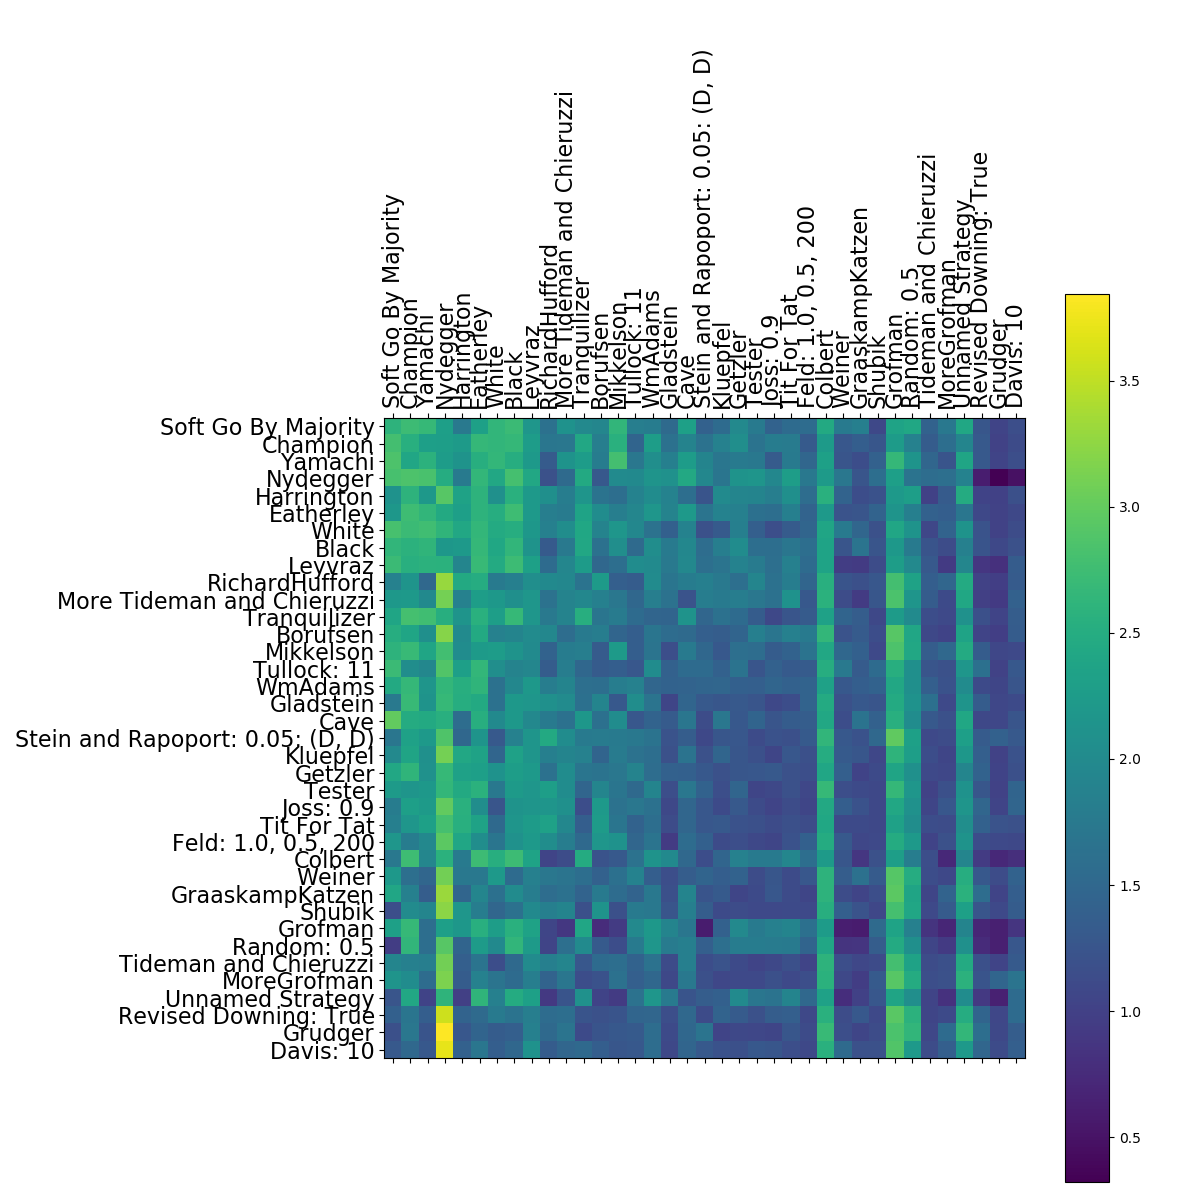 Soft Go By Majority
Champion
Yamachi
Nydegger
Harrington
Eatherley
White
Black
Leyvraz
RichardHufford
More Tideman and Chieruzzi
Tranquilizer
Borufsen
Mikkelson
Tullock: 11
WmAdams
Gladstein
Cave
Stein and Rapoport: 0.05: (D, D)
Kluepfel
Getzler
Tester
Joss: 0.9
Tit For Tat
Feld: 1.0, 0.5, 200
Colbert
Weiner
GraaskampKatzen
Shubik
Grofman
Random: 0.5
Tideman and Chieruzzi
MoreGrofman
Unnamed Strategy
Revised Downing: True
Grudger
Davis: 10
Soft Go By Majority
Champion
Yamachi
Nydegger
Harrington
Eatherley
White
Black
Leyvraz
RichardHufford
More Tideman and Chieruzzi
Tranquilizer
Borufsen
Mikkelson
Tullock: 11
WmAdams
Gladstein
Cave
Stein and Rapoport: 0.05: (D, D)
Kluepfel
Getzler
Tester
Joss: 0.9
Tit For Tat
Feld: 1.0, 0.5, 200
Colbert
Weiner
GraaskampKatzen
Shubik
Grofman
Random: 0.5
Tideman and Chieruzzi
MoreGrofman
Unnamed Strategy
Revised Downing: True
Grudger
Davis: 10
3.5
3.0
2.5
2.0
1.5
1.0
0.5